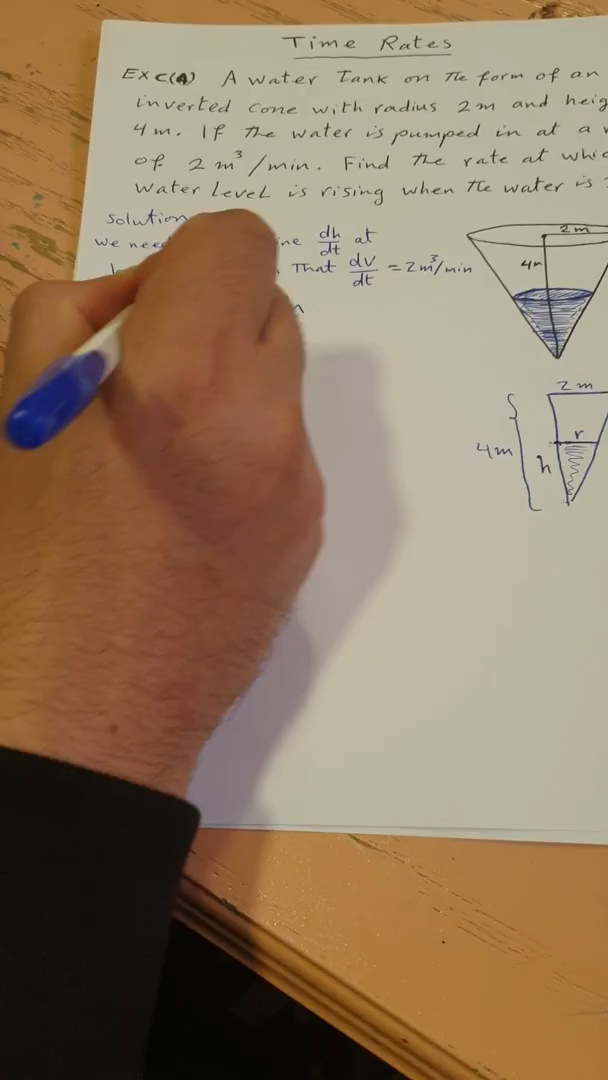 Time Rates
Ex C(A) A water Tank on the form of an
inverted cone with radius 2m and heig
4m. If the water is pumped in at a
of 2 m³/min. Find the rate at whic
water Level is rising when the water is
solution
we need dh/dt at
That dv/dt = 2m³/min
2m
4m
2m
4m
r
h